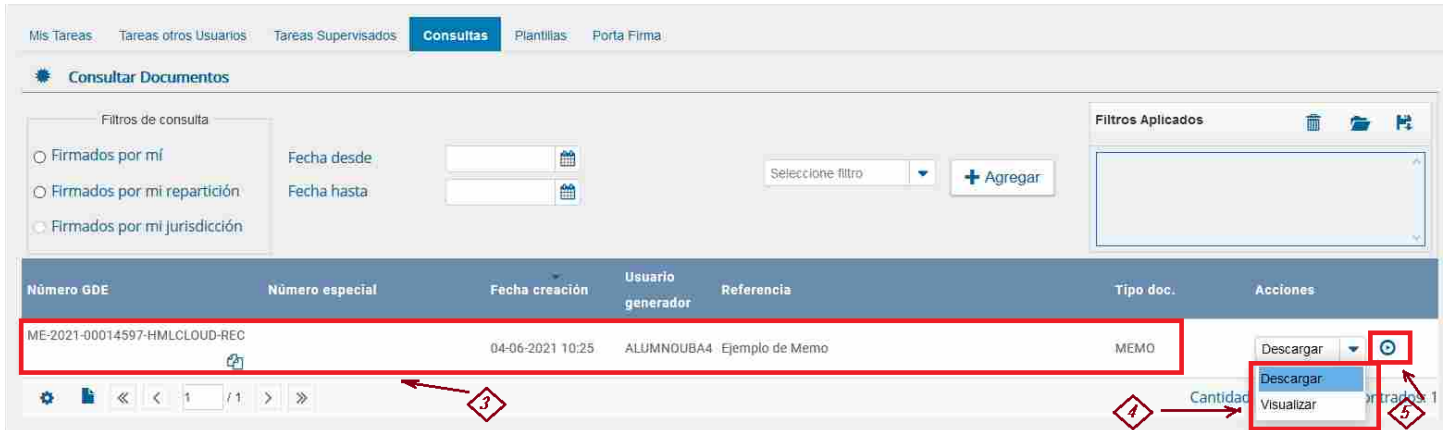 Mis Tareas Tareas otros Usuarios Tareas Supervisados Consultas Plantillas Porta Firma
Consultar Documentos
Filtros de consulta
Firmados por mí
Firmados por mi repartición
Firmados por mi jurisdicción
Fecha desde
Fecha hasta
Seleccione filtro
Agregar
Filtros Aplicados
Número GDE Número especial Fecha creación Usuario generador Referencia Tipo doc. Acciones
ME-2021-00014597-HMLCLOUD-REC 04-06-2021 10:25 ALUMNOUBA4 Ejemplo de Memo MEMO Descargar
Descargar
Visualizar
1 / 1
Cantidad 1
3
4
5